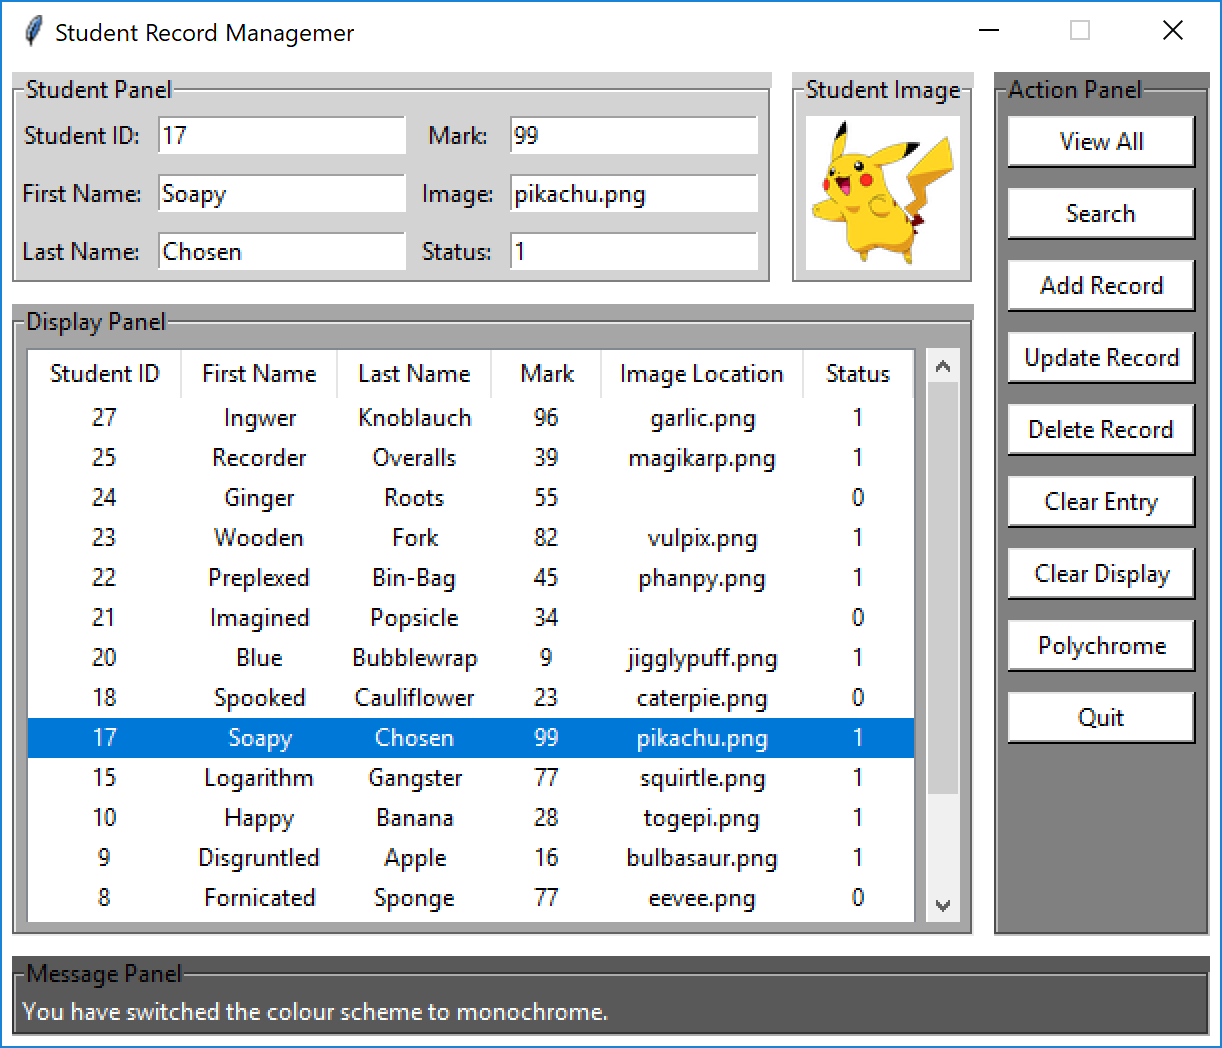 Student Record Managemer
Student Panel
Student ID: 17 Mark: 99
First Name: Soapy Image: pikachu.png
Last Name: Chosen Status: 1
Student Image
Action Panel
View All
Search
Add Record
Update Record
Delete Record
Clear Entry
Clear Display
Polychrome
Quit
Display Panel
Student ID First Name Last Name Mark Image Location Status
27 Ingwer Knoblauch 96 garlic.png 1
25 Recorder Overalls 39 magikarp.png 1
24 Ginger Roots 55 0
23 Wooden Fork 82 vulpix.png 1
22 Preplexed Bin-Bag 45 phanpy.png 1
21 Imagined Popsicle 34 0
20 Blue Bubblewrap 9 jigglypuff.png 1
18 Spooked Cauliflower 23 caterpie.png 0
17 Soapy Chosen 99 pikachu.png 1
15 Logarithm Gangster 77 squirtle.png 1
10 Happy Banana 28 togepi.png 1
9 Disgruntled Apple 16 bulbasaur.png 1
8 Fornicated Sponge 77 eevee.png 0
Message Panel
You have switched the colour scheme to monochrome.